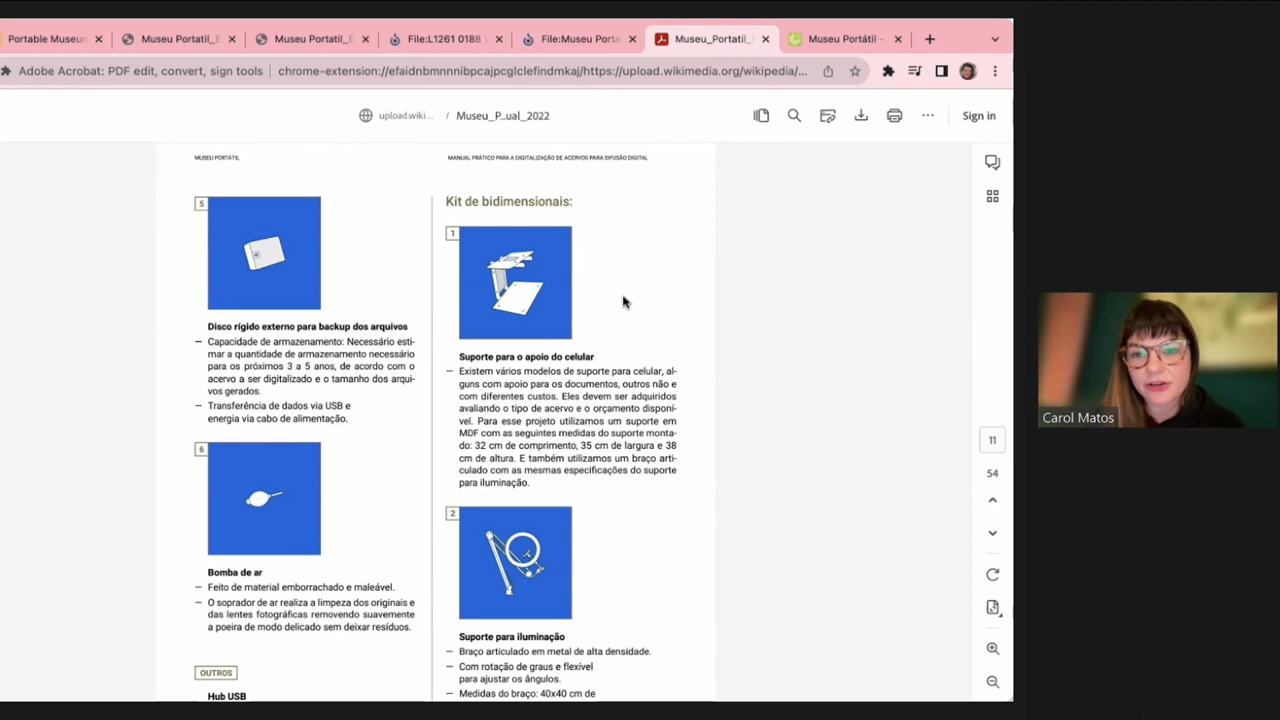 Portable Museu
Museu Portatil_E
Museu Portatil_E
File:L1261 0188
File:Museu Porta
Museu_Portatil_
Museu Portátil -
Adobe Acrobat: PDF edit, convert, sign tools
chrome-extension://efaidnbmnnnibpcajpcglclefindmkaj/https://upload.wikimedia.org/wikipedia/...
upload.wiki... / Museu_P...ual_2022
Sign in
MUSEU PORTÁTIL
MANUAL PRÁTICO PARA A DIGITALIZAÇÃO DE ACERVOS PARA DIFUSÃO DIGITAL
5
Disco rígido externo para backup dos arquivos
— Capacidade de armazenamento: Necessário esti-
mar a quantidade de armazenamento necessário
para os próximos 3 a 5 anos, de acordo com o
acervo a ser digitalizado e o tamanho dos arqui-
vos gerados.
— Transferência de dados via USB e
energia via cabo de alimentação.
6
Bomba de ar
— Feito de material emborrachado e maleável.
— O soprador de ar realiza a limpeza dos originais e
das lentes fotográficas removendo suavemente
a poeira de modo delicado sem deixar resíduos.
OUTROS
Hub USB
Kit de bidimensionais:
1
Suporte para o apoio do celular
— Existem vários modelos de suporte para celular, al-
guns com apoio para os documentos, outros não e
com diferentes custos. Eles devem ser adquiridos
avaliando o tipo de acervo e o orçamento disponí-
vel. Para esse projeto utilizamos um suporte em
MDF com as seguintes medidas do suporte monta-
do: 32 cm de comprimento, 35 cm de largura e 38
cm de altura. E também utilizamos um braço arti-
culado com as mesmas especificações do suporte
para iluminação.
2
Suporte para iluminação
— Braço articulado em metal de alta densidade.
— Com rotação de graus e flexível
para ajustar os ângulos.
— Medidas do braço: 40x40 cm de
11
54
Carol Matos